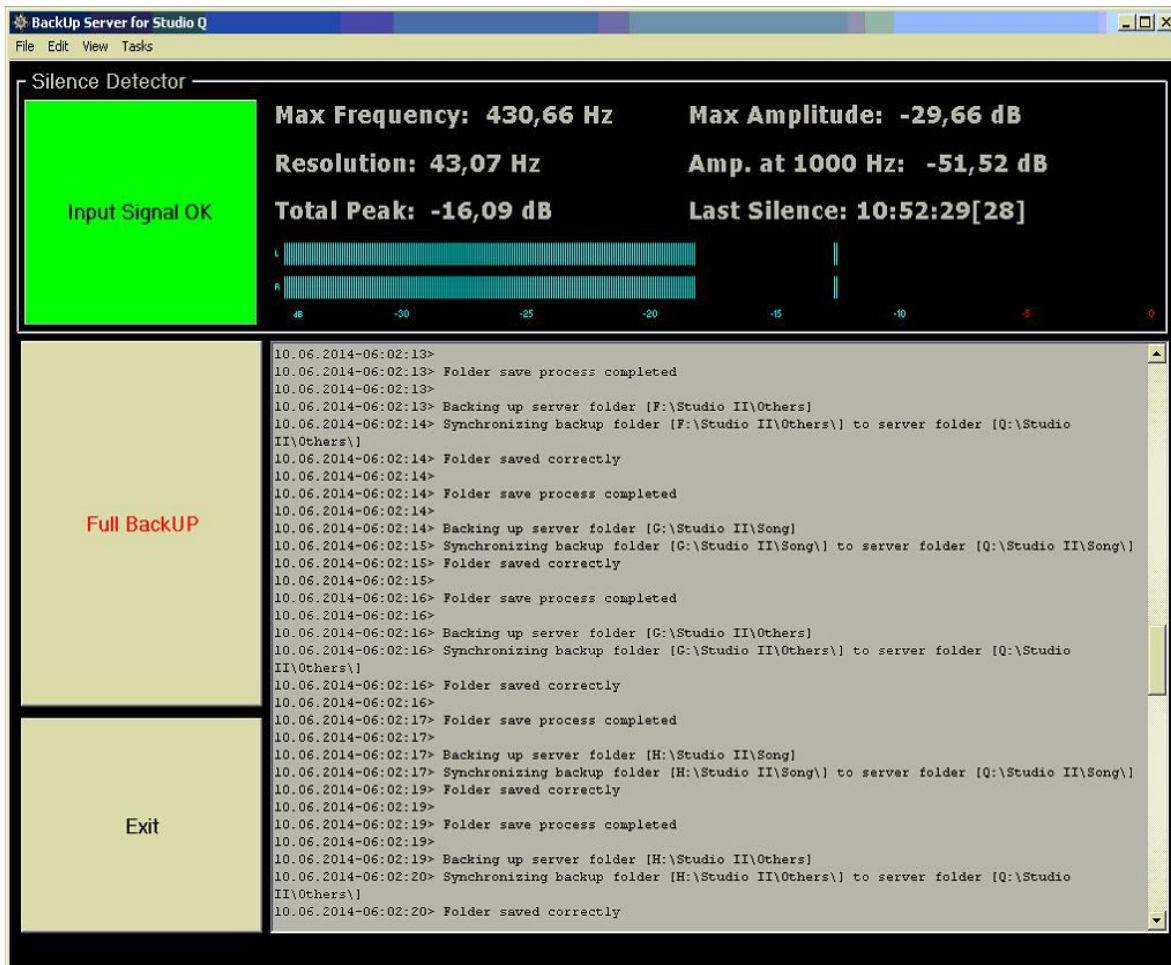 BackUp Server for Studio Q
File Edit View Tasks
Silence Detector
Input Signal OK
Max Frequency: 430,66 Hz
Max Amplitude: -29,66 dB
Resolution: 43,07 Hz
Amp. at 1000 Hz: -51,52 dB
Total Peak: -16,09 dB
Last Silence: 10:52:29[28]
L
R
dB -30 -25 -20 -15 -10 -5 0
Full BackUP
Exit
10.06.2014-06:02:13>
10.06.2014-06:02:13> Folder save process completed
10.06.2014-06:02:13>
10.06.2014-06:02:13> Backing up server folder [F:\Studio II\Others]
10.06.2014-06:02:14> Synchronizing backup folder [F:\Studio II\Others\] to server folder [Q:\Studio
II\Others\]
10.06.2014-06:02:14> Folder saved correctly
10.06.2014-06:02:14>
10.06.2014-06:02:14> Folder save process completed
10.06.2014-06:02:14>
10.06.2014-06:02:14> Backing up server folder [G:\Studio II\Song]
10.06.2014-06:02:15> Synchronizing backup folder [G:\Studio II\Song\] to server folder [Q:\Studio II\Song\]
10.06.2014-06:02:15> Folder saved correctly
10.06.2014-06:02:15>
10.06.2014-06:02:16> Folder save process completed
10.06.2014-06:02:16>
10.06.2014-06:02:16> Backing up server folder [G:\Studio II\Others]
10.06.2014-06:02:16> Synchronizing backup folder [G:\Studio II\Others\] to server folder [Q:\Studio
II\Others\]
10.06.2014-06:02:16> Folder saved correctly
10.06.2014-06:02:16>
10.06.2014-06:02:17> Folder save process completed
10.06.2014-06:02:17>
10.06.2014-06:02:17> Backing up server folder [H:\Studio II\Song]
10.06.2014-06:02:17> Synchronizing backup folder [H:\Studio II\Song\] to server folder [Q:\Studio II\Song\]
10.06.2014-06:02:19> Folder saved correctly
10.06.2014-06:02:19>
10.06.2014-06:02:19> Folder save process completed
10.06.2014-06:02:19>
10.06.2014-06:02:19> Backing up server folder [H:\Studio II\Others]
10.06.2014-06:02:20> Synchronizing backup folder [H:\Studio II\Others\] to server folder [Q:\Studio
II\Others\]
10.06.2014-06:02:20> Folder saved correctly